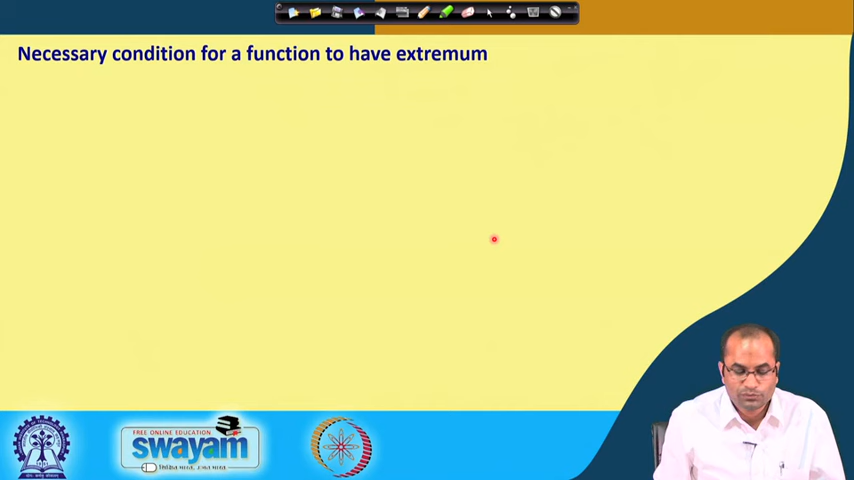 Necessary condition for a function to have extremum
FREE ONLINE EDUCATION
swayam